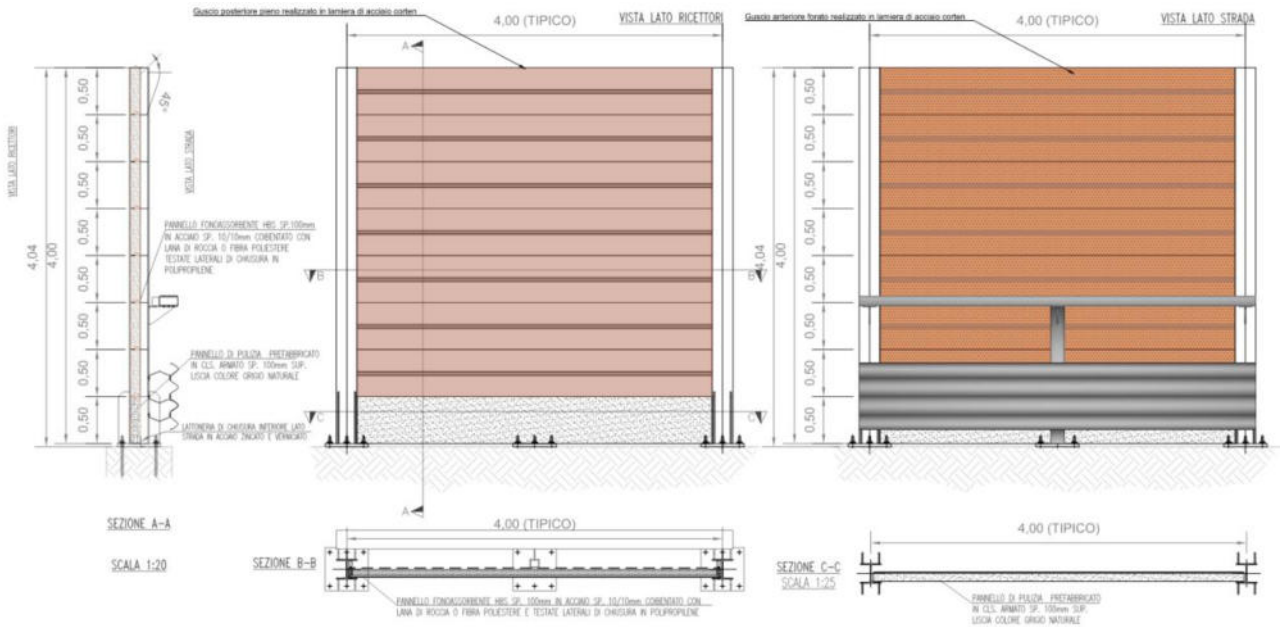 Guscio posteriore pieno realizzato in lamiera di acciaio corten
4,00 (TIPICO)
VISTA LATO RICETTORI
Guscio anteriore forato realizzato in lamiera di acciaio corten
4,00 (TIPICO)
VISTA LATO STRADA
A
45°
VISTA LATO RICETTORI
VISTA LATO STRADA
4,04
4,00
0,50
0,50
0,50
0,50
0,50
0,50
0,50
0,50
PANNELLO FONOASSORBENTE HBS SP.100mm
IN ACCIAIO SP. 10/10mm COIBENTATO CON
LANA DI ROCCIA O FIBRA POLIESTERE
TESTATE LATERALI DI CHIUSURA IN
POLIPROPILENE
PANNELLO DI PULIZIA PREFABBRICATO
IN CLS. ARMATO SP. 100mm SUP.
LISCIA COLORE GRIGIO NATURALE
LATTONERIA DI CHIUSURA INFERIORE LATO
STRADA IN ACCIAIO ZINCATO E VERNICIATO
B
B
C
C
A
4,04
4,00
0,50
0,50
0,50
0,50
0,50
0,50
0,50
0,50
SEZIONE A-A
SCALA 1:20
SEZIONE B-B
4,00 (TIPICO)
PANNELLO FONOASSORBENTE HBS SP. 100mm IN ACCIAIO SP. 10/10mm COIBENTATO CON
LANA DI ROCCIA O FIBRA POLIESTERE E TESTATE LATERALI DI CHIUSURA IN POLIPROPILENE
SEZIONE C-C
SCALA 1:25
4,00 (TIPICO)
PANNELLO DI PULIZIA PREFABBRICATO
IN CLS. ARMATO SP. 100mm SUP.
LISCIA COLORE GRIGIO NATURALE